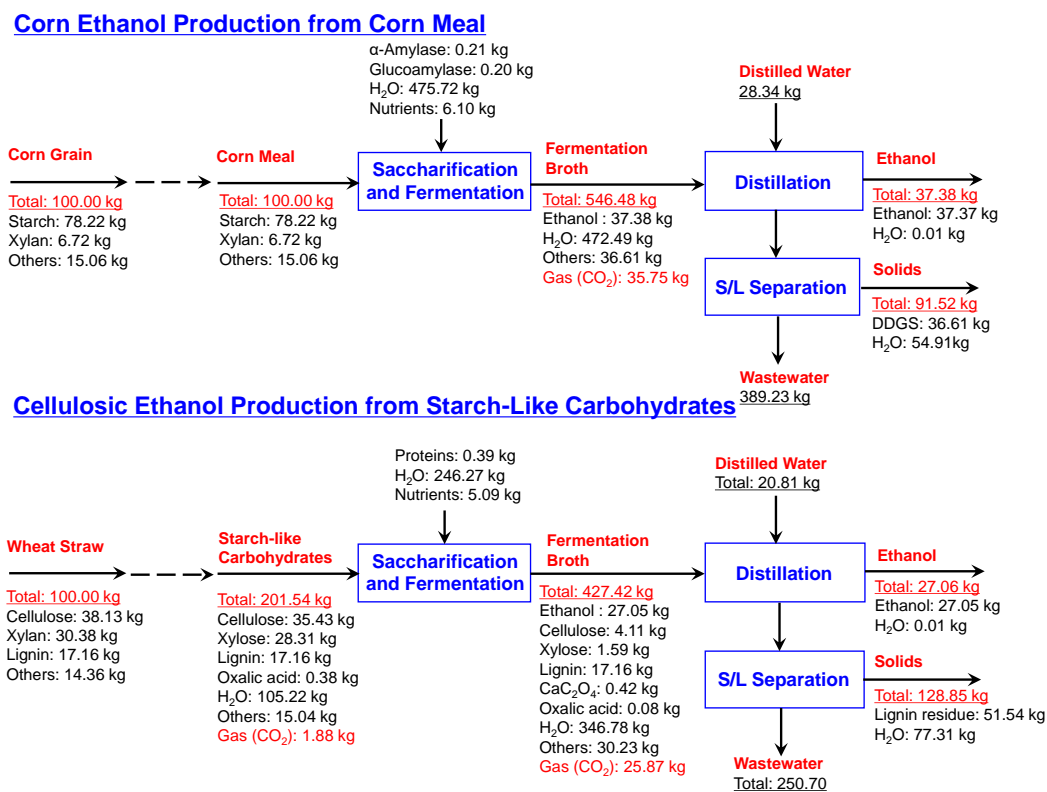 Corn Ethanol Production from Corn Meal
α-Amylase: 0.21 kg
Glucoamylase: 0.20 kg
H₂O: 475.72 kg
Nutrients: 6.10 kg
Distilled Water
28.34 kg
Corn Grain
Total: 100.00 kg
Starch: 78.22 kg
Xylan: 6.72 kg
Others: 15.06 kg
Corn Meal
Total: 100.00 kg
Starch: 78.22 kg
Xylan: 6.72 kg
Others: 15.06 kg
Saccharification
and Fermentation
Fermentation
Broth
Total: 546.48 kg
Ethanol : 37.38 kg
H₂O: 472.49 kg
Others: 36.61 kg
Gas (CO₂): 35.75 kg
Distillation
Ethanol
Total: 37.38 kg
Ethanol: 37.37 kg
H₂O: 0.01 kg
S/L Separation
Solids
Total: 91.52 kg
DDGS: 36.61 kg
H₂O: 54.91kg
Wastewater
389.23 kg
Cellulosic Ethanol Production from Starch-Like Carbohydrates
Proteins: 0.39 kg
H₂O: 246.27 kg
Nutrients: 5.09 kg
Distilled Water
Total: 20.81 kg
Wheat Straw
Total: 100.00 kg
Cellulose: 38.13 kg
Xylan: 30.38 kg
Lignin: 17.16 kg
Others: 14.36 kg
Starch-like
Carbohydrates
Total: 201.54 kg
Cellulose: 35.43 kg
Xylose: 28.31 kg
Lignin: 17.16 kg
Oxalic acid: 0.38 kg
H₂O: 105.22 kg
Others: 15.04 kg
Gas (CO₂): 1.88 kg
Saccharification
and Fermentation
Fermentation
Broth
Total: 427.42 kg
Ethanol : 27.05 kg
Cellulose: 4.11 kg
Xylose: 1.59 kg
Lignin: 17.16 kg
CaC₂O₄: 0.42 kg
Oxalic acid: 0.08 kg
H₂O: 346.78 kg
Others: 30.23 kg
Gas (CO₂): 25.87 kg
Distillation
Ethanol
Total: 27.06 kg
Ethanol: 27.05 kg
H₂O: 0.01 kg
S/L Separation
Solids
Total: 128.85 kg
Lignin residue: 51.54 kg
H₂O: 77.31 kg
Wastewater
Total: 250.70